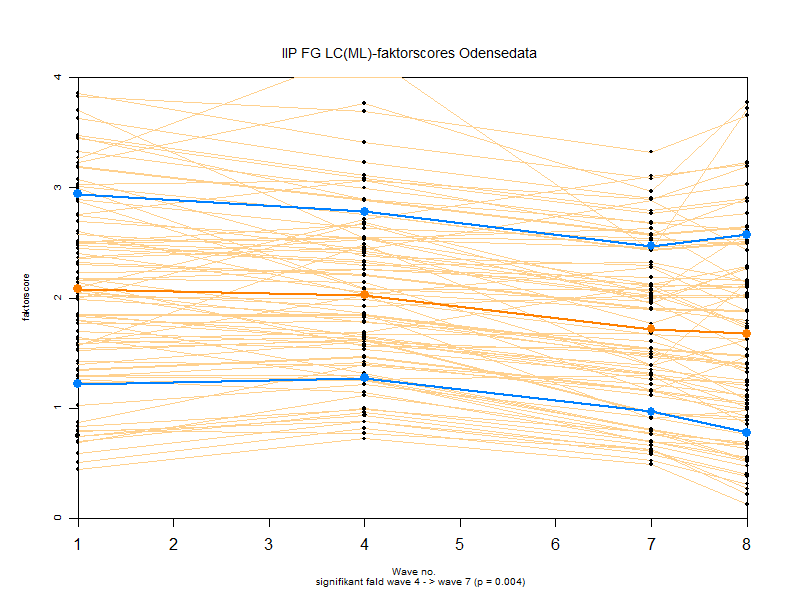 IIP FG LC(ML)-faktorscores Odensedata
4
3
2
1
0
faktorscore
1 2 3 4 5 6 7 8
Wave no.
signifikant fald wave 4 - > wave 7 (p = 0.004)